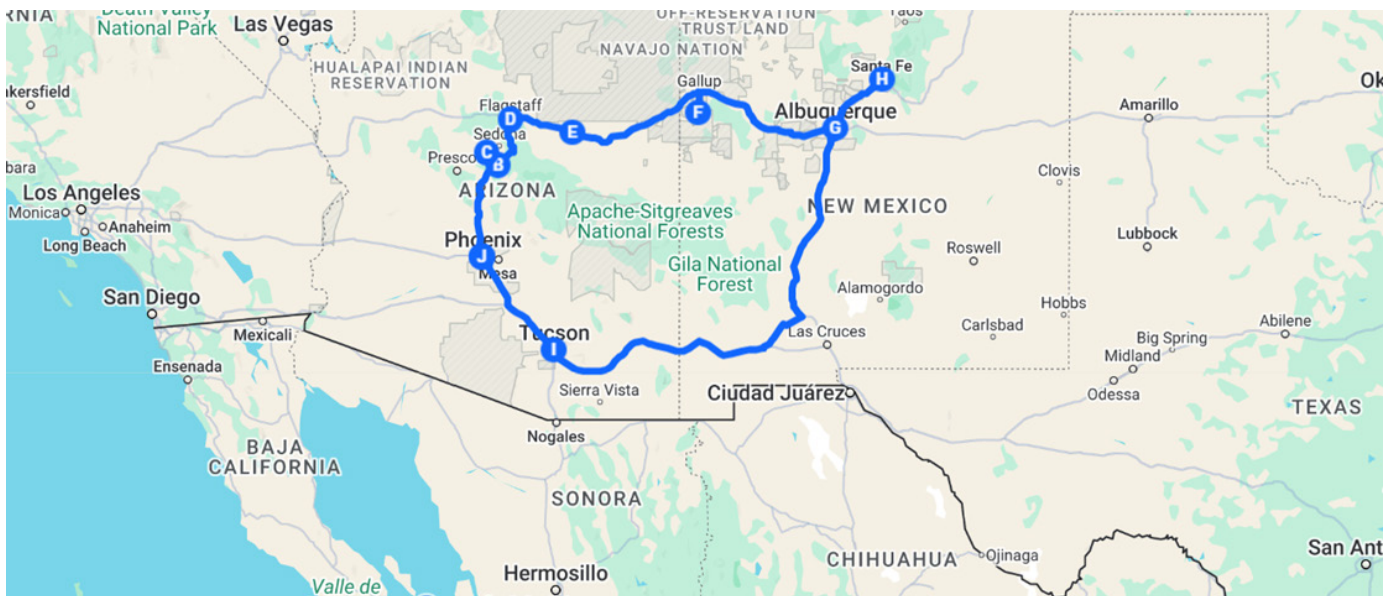 RNIA
Death Valley
National Park
Las Vegas
OFF-RESERVATION
TRUST LAND
Taos
HUALAPAI INDIAN
RESERVATION
NAVAJO NATION
Gallup
Santa Fe
H
kersfield
Flagstaff
D
E
F
Albuquerque
G
Amarillo
Ok
Sedona
C
B
Presco
bara
ARIZONA
Clovis
Los Angeles
Monica
Anaheim
Long Beach
Apache-Sitgreaves
National Forests
NEW MEXICO
Phoenix
J
Mesa
Gila National
Forest
Roswell
Lubbock
San Diego
Alamogordo
Hobbs
Mexicali
Tucson
I
Las Cruces
Carlsbad
Big Spring
Abilene
Midland
Odessa
Ensenada
Sierra Vista
Ciudad Juárez
TEXAS
Nogales
BAJA
CALIFORNIA
SONORA
CHIHUAHUA
Ojinaga
San Ant
Hermosillo
Valle de